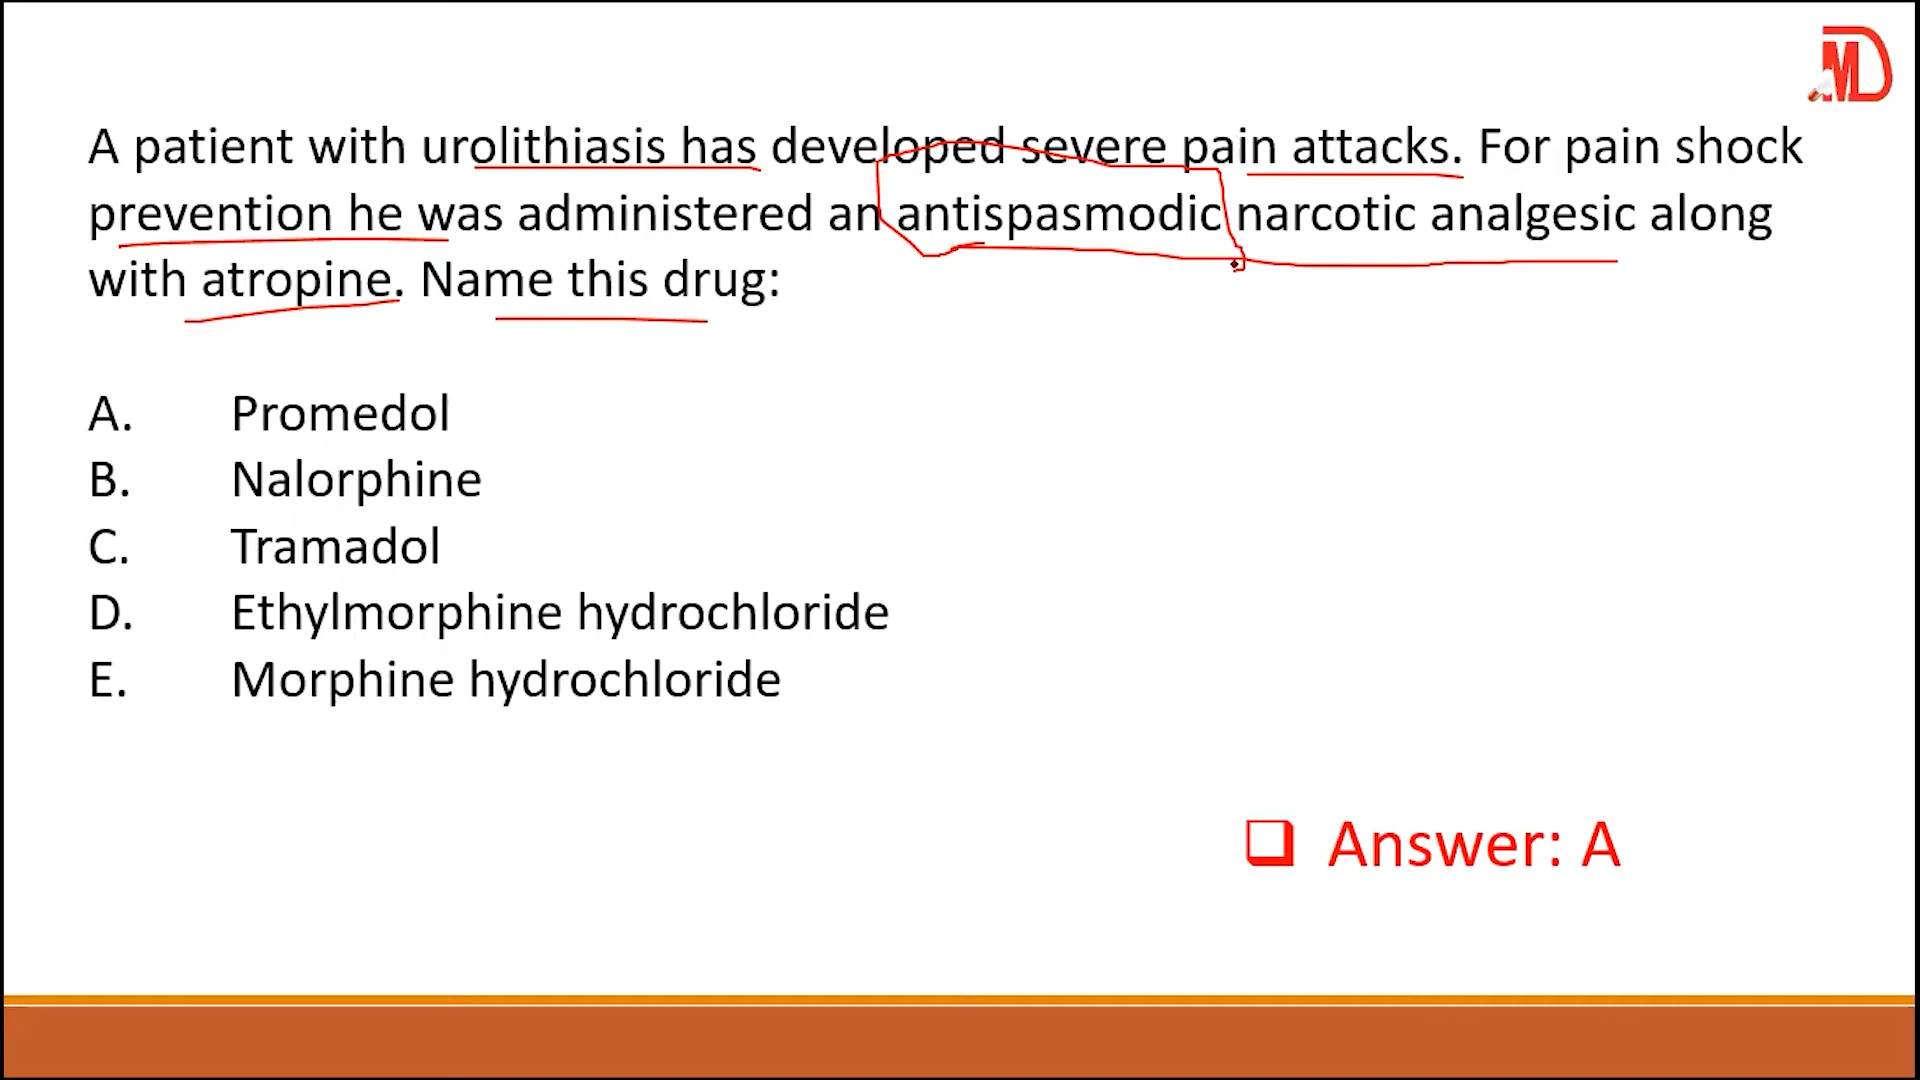 MD
A patient with urolithiasis has developed severe pain attacks. For pain shock
prevention he was administered an antispasmodic narcotic analgesic along
with atropine. Name this drug:
A. Promedol
B. Nalorphine
C. Tramadol
D. Ethylmorphine hydrochloride
E. Morphine hydrochloride
Answer: A